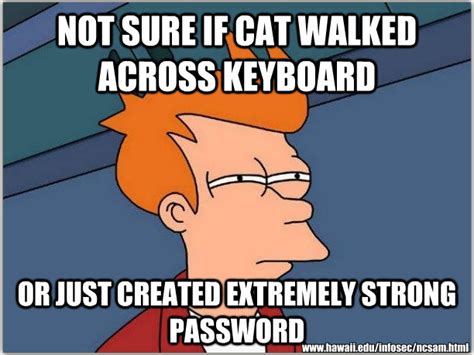 NOT SURE IF CAT WALKED
ACROSS KEYBOARD
OR JUST CREATED EXTREMELY STRONG
PASSWORD
www.hawaii.edu/infosec/ncsam.html